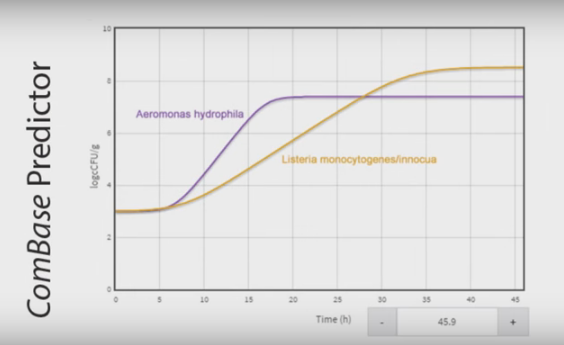 ComBase Predictor
logcCFU/g
10
8
6
4
2
0
Aeromonas hydrophila
Listeria monocytogenes/innocua
0 5 10 15 20 25 30 35 40 45
Time (h) - 45.9 +